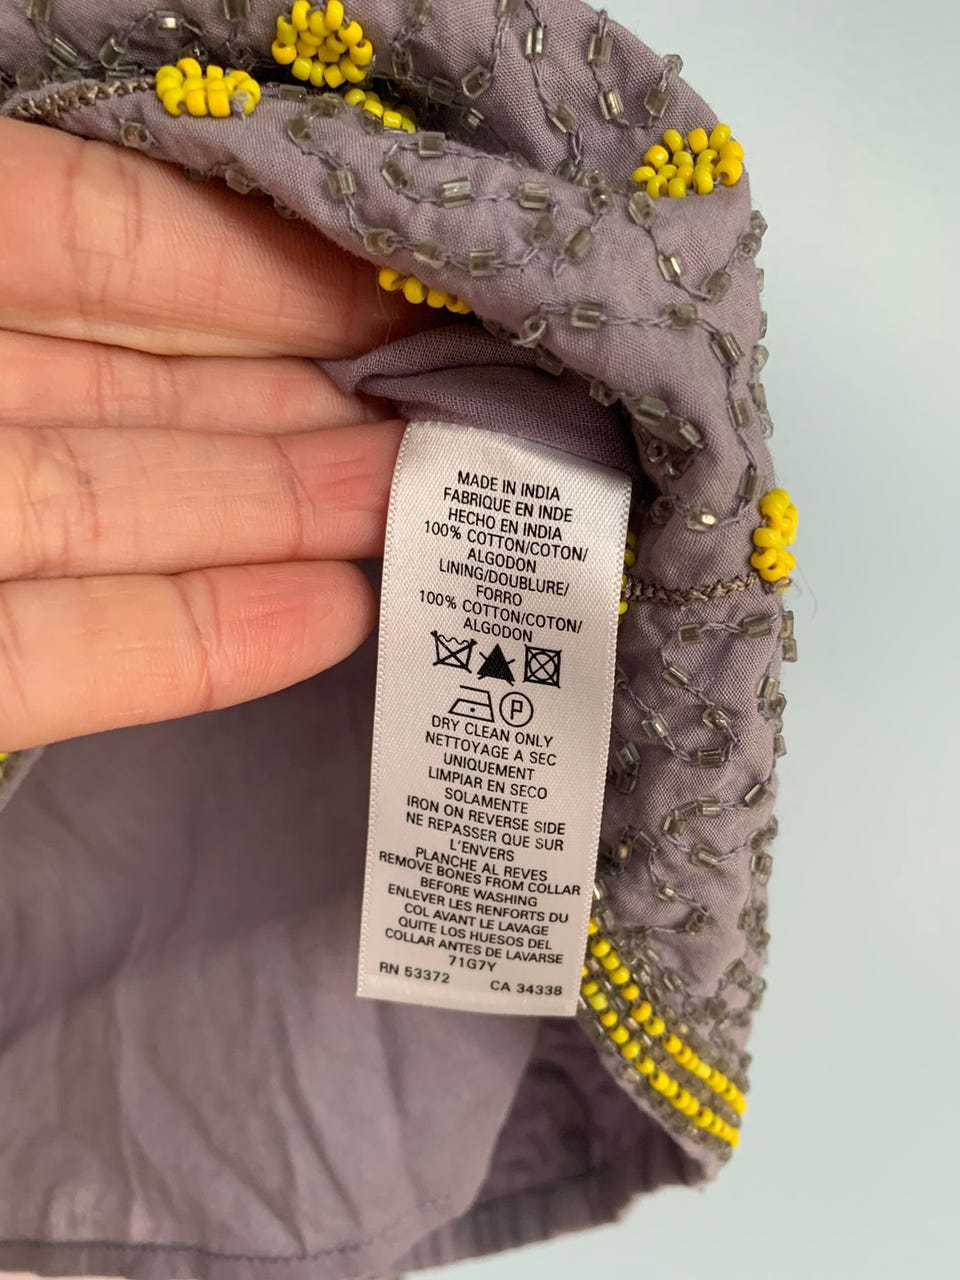 MADE IN INDIA
FABRIQUE EN INDE
HECHO EN INDIA
100% COTTON/COTON/
ALGODON
LINING/DOUBLURE/
FORRO
100% COTTON/COTON/
ALGODON
P
DRY CLEAN ONLY
NETTOYAGE A SEC
UNIQUEMENT
LIMPIAR EN SECO
SOLAMENTE
IRON ON REVERSE SIDE
NE REPASSER QUE SUR
L'ENVERS
PLANCHE AL REVES
REMOVE BONES FROM COLLAR
BEFORE WASHING
ENLEVER LES RENFORTS DU
COL AVANT LE LAVAGE
QUITE LOS HUESOS DEL
COLLAR ANTES DE LAVARSE
71G7Y
RN 53372 CA 34338